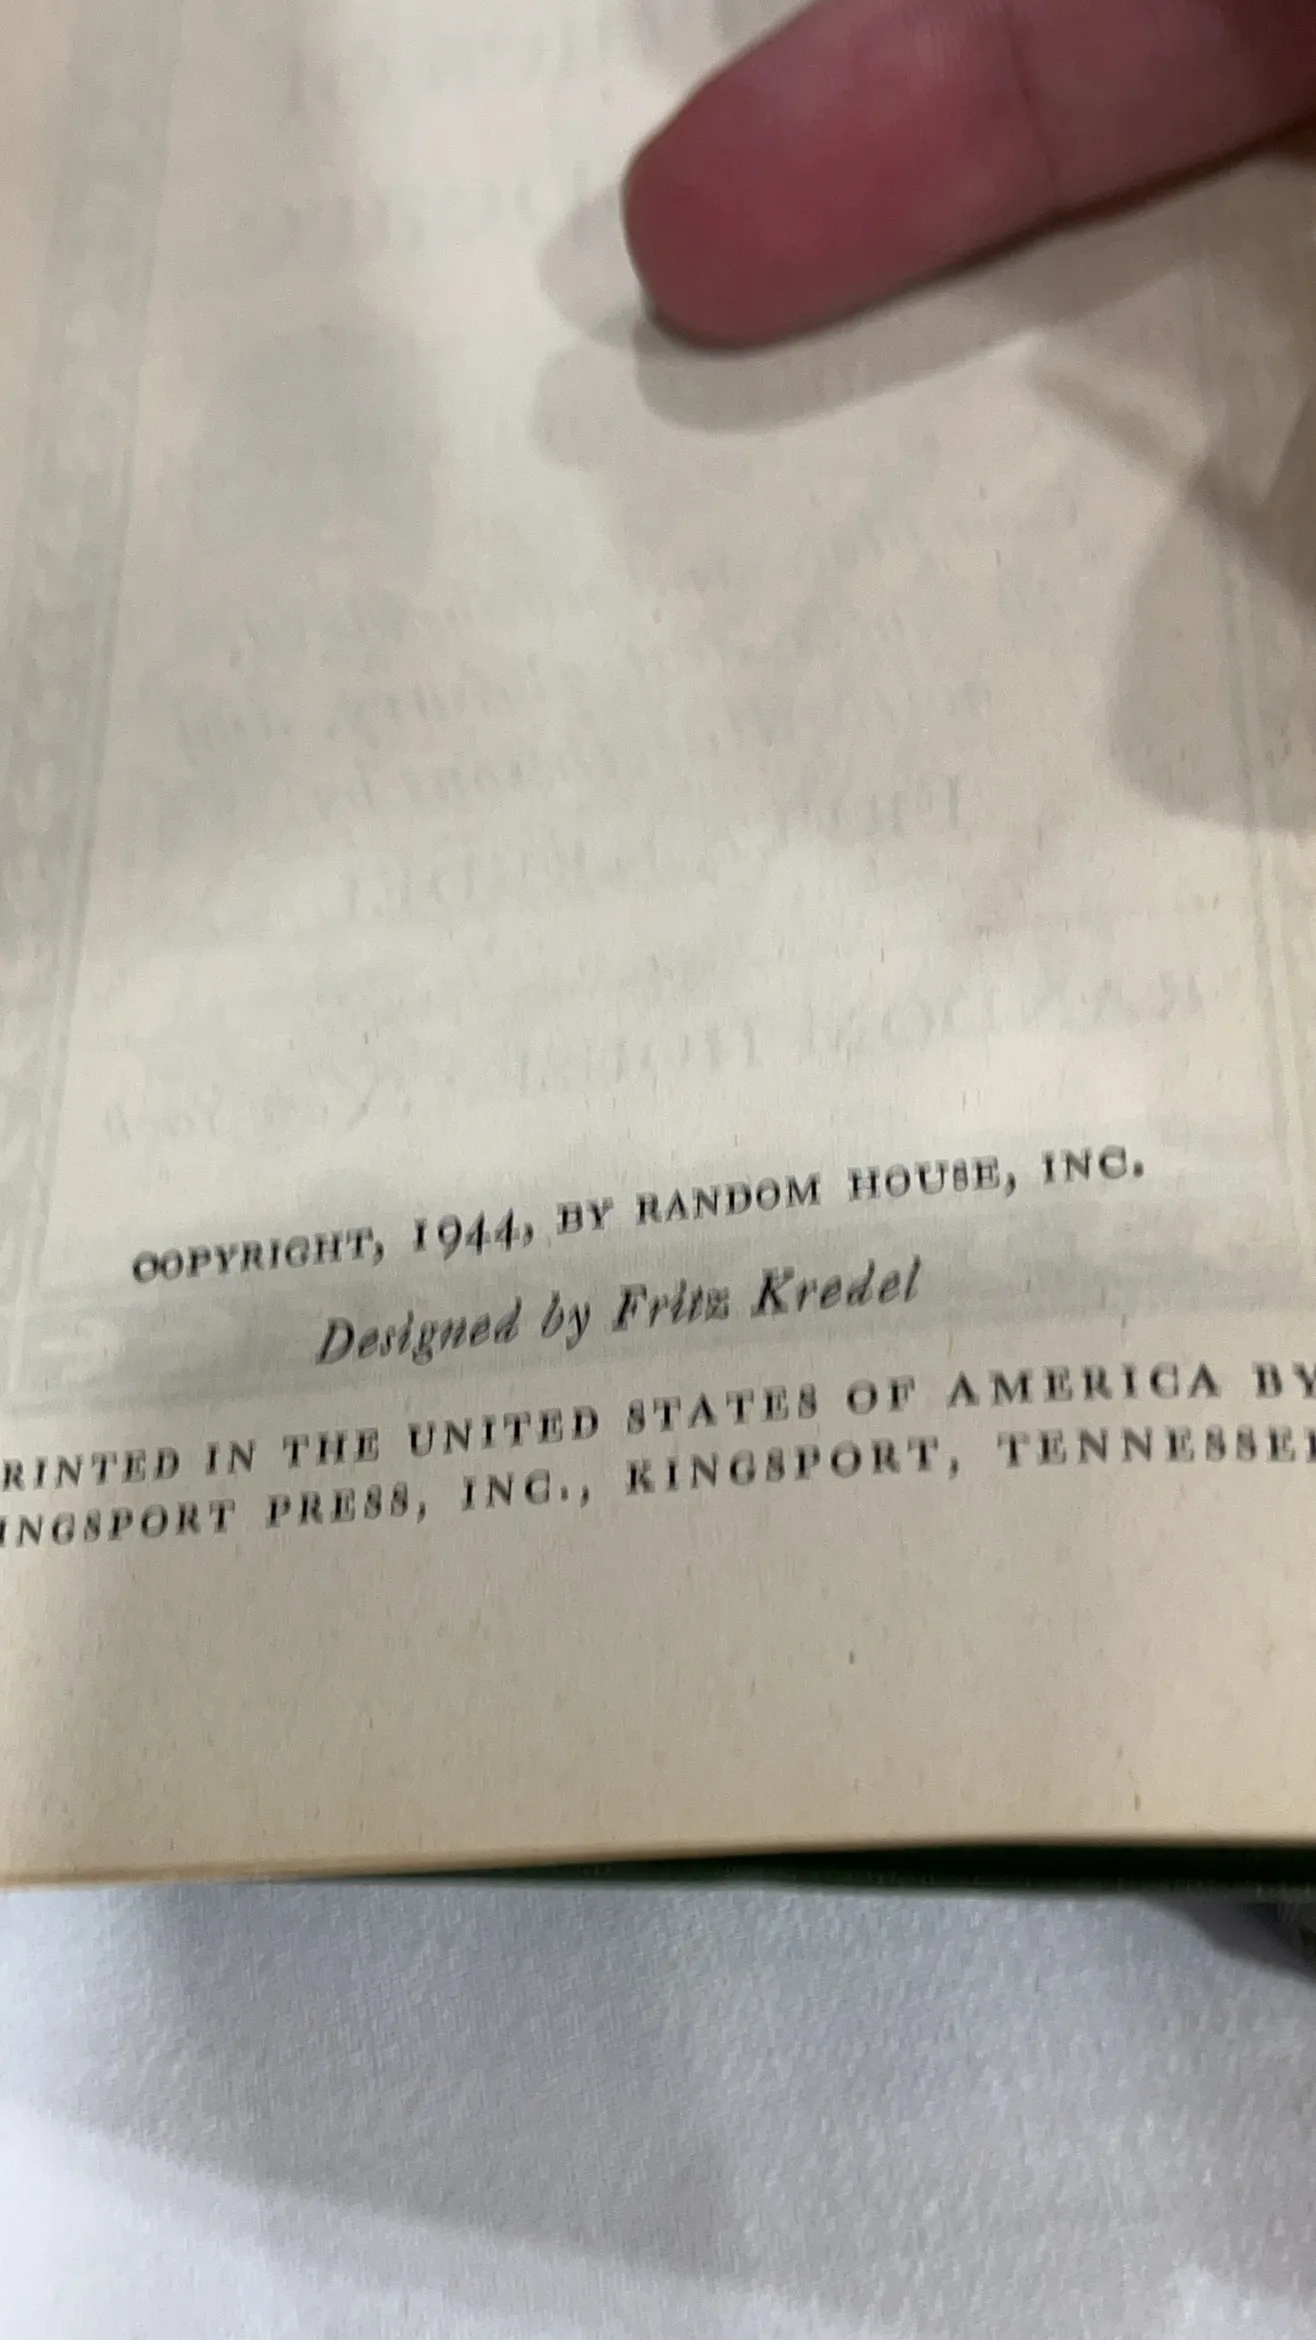 COPYRIGHT, 1944, BY RANDOM HOUSE, INC.
Designed by Fritz Kredel
RINTED IN THE UNITED STATES OF AMERICA BY
INGSPORT PRESS, INC., KINGSPORT, TENNESSEE